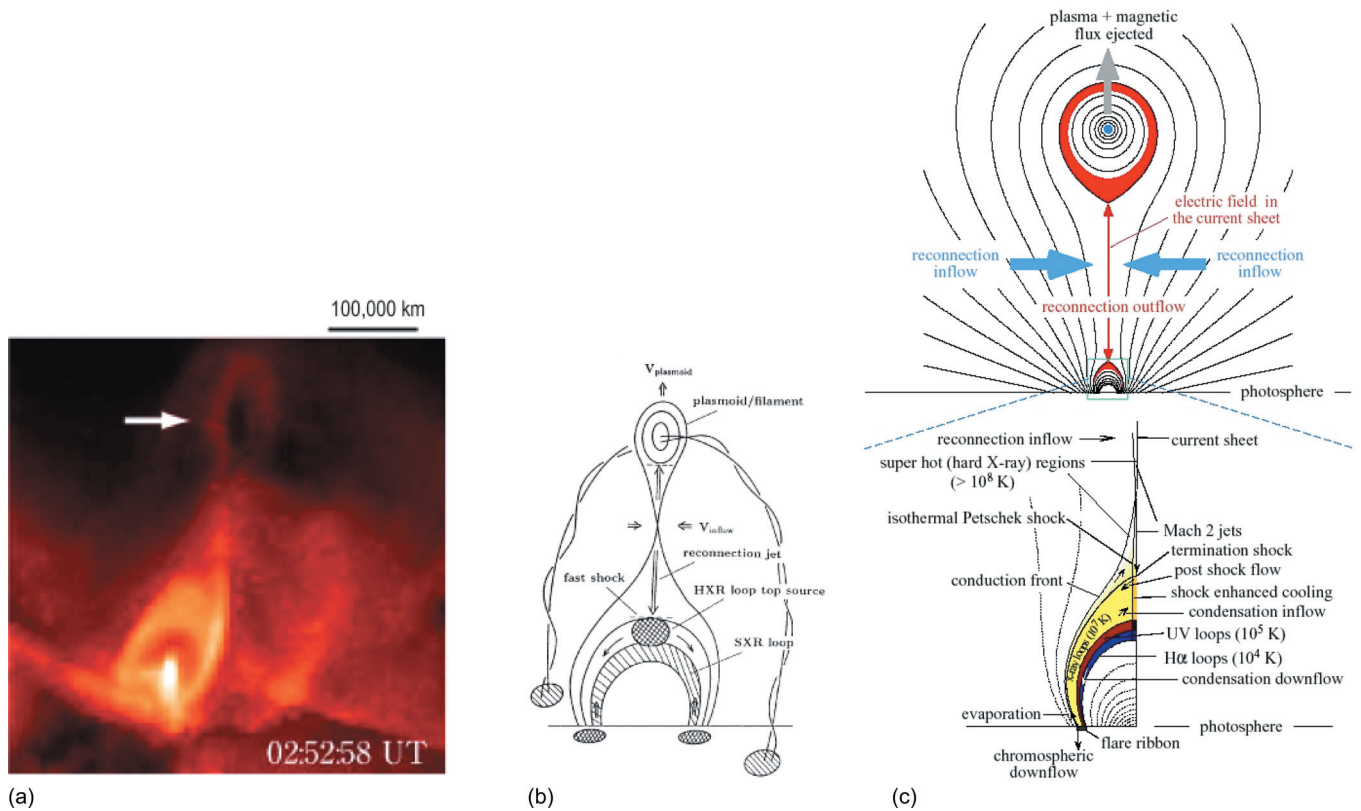 100,000 km
02:52:58 UT
(a)
Vplasmoid
plasmoid/filament
Vinflow
reconnection jet
fast shock
HXR loop top source
SXR loop
(b)
plasma + magnetic
flux ejected
electric field in
the current sheet
reconnection
inflow
reconnection
inflow
reconnection outflow
photosphere
reconnection inflow
current sheet
super hot (hard X-ray) regions
(> 10⁸ K)
isothermal Petschek shock
Mach 2 jets
termination shock
conduction front
post shock flow
shock enhanced cooling
condensation inflow
X-ray loops (10⁷ K)
UV loops (10⁵ K)
Hα loops (10⁴ K)
condensation downflow
evaporation
photosphere
flare ribbon
chromospheric
downflow
(c)